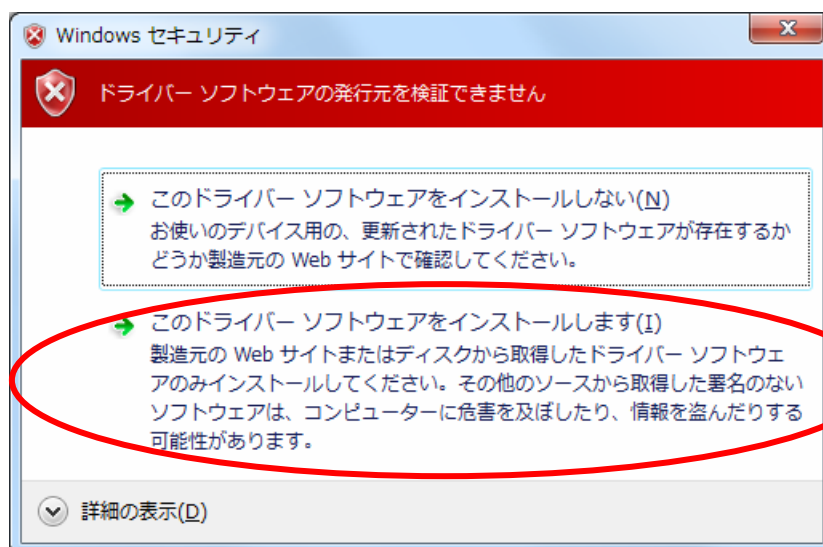 Windows セキュリティ
ドライバー ソフトウェアの発行元を検証できません
このドライバー ソフトウェアをインストールしない(N)
お使いのデバイス用の、更新されたドライバー ソフトウェアが存在するか
どうか製造元の Web サイトで確認してください。
このドライバー ソフトウェアをインストールします(I)
製造元の Web サイトまたはディスクから取得したドライバー ソフトウェ
アのみインストールしてください。その他のソースから取得した署名のない
ソフトウェアは、コンピューターに危害を及ぼしたり、情報を盗んだりする
可能性があります。
詳細の表示(D)